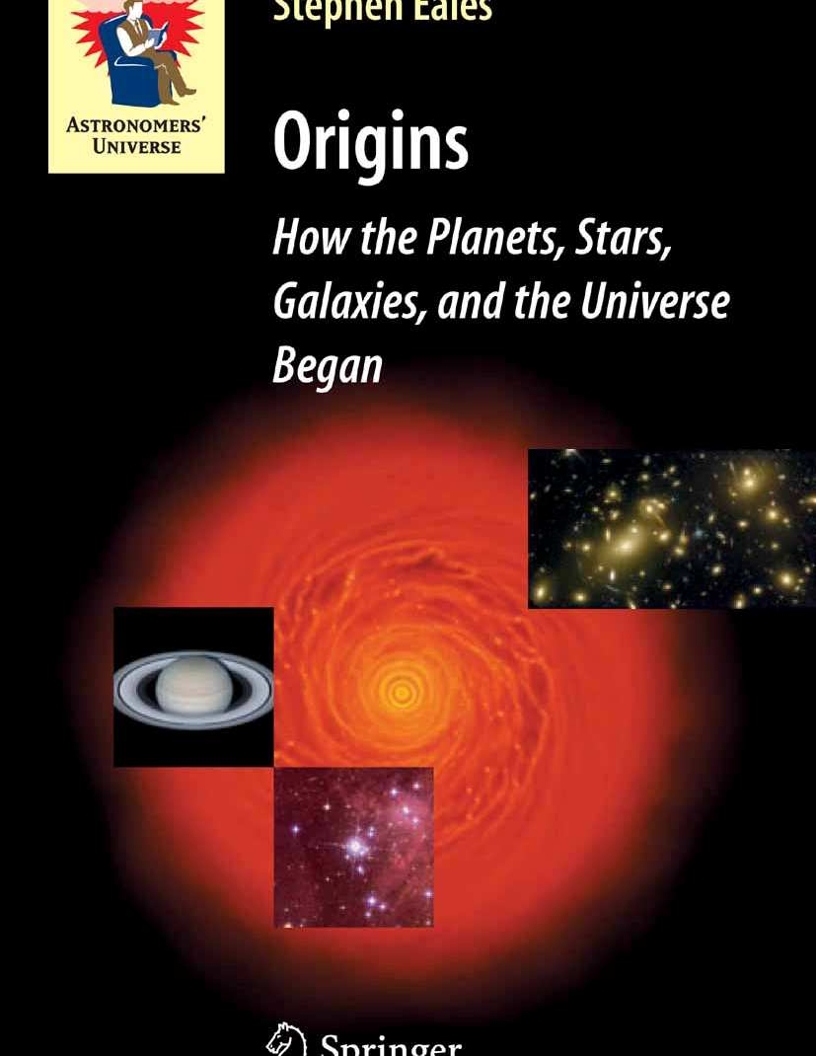 Stephen Eales
ASTRONOMERS'
UNIVERSE
Origins
How the Planets, Stars,
Galaxies, and the Universe
Began
Springer